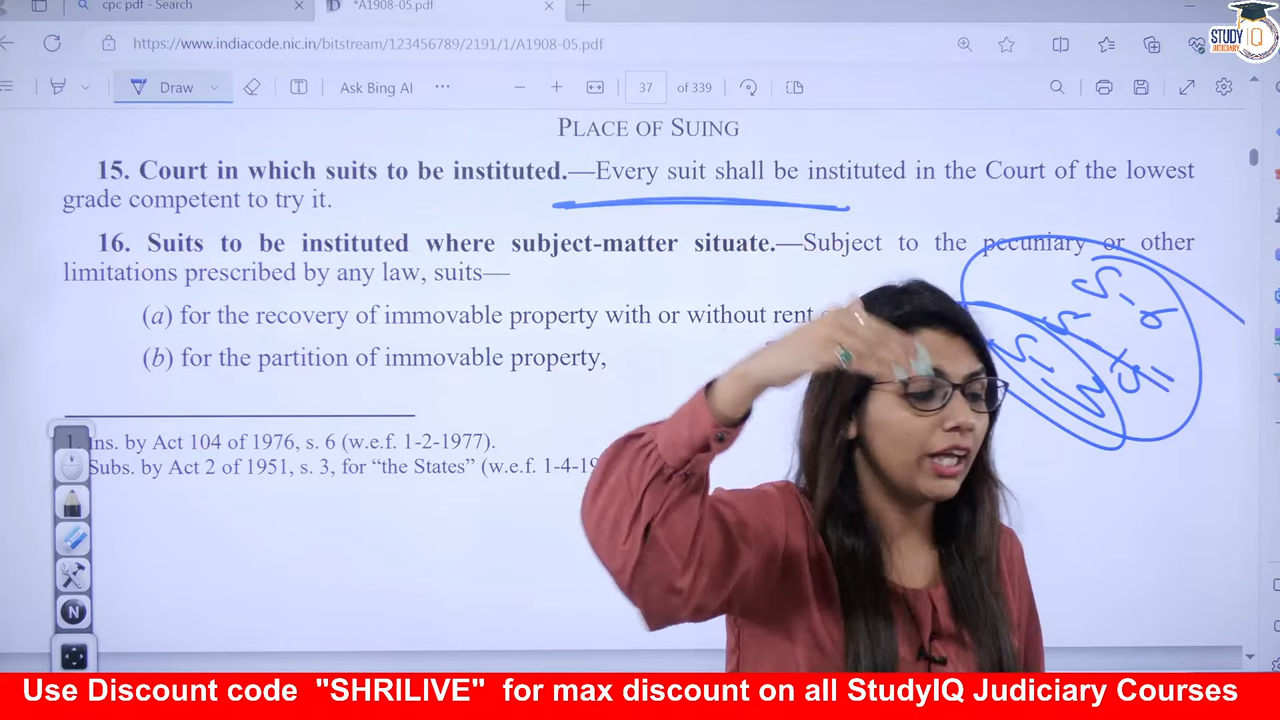 cpc pdf - Search
*A1908-05.pdf
https://www.indiacode.nic.in/bitstream/123456789/2191/1/A1908-05.pdf
STUDY IQ
JUDICIARY
Draw
Ask Bing AI
37 of 339
PLACE OF SUING
15. Court in which suits to be instituted.—Every suit shall be instituted in the Court of the lowest
grade competent to try it.
16. Suits to be instituted where subject-matter situate.—Subject to the pecuniary or other
limitations prescribed by any law, suits—
(a) for the recovery of immovable property with or without rent
(b) for the partition of immovable property,
1. Ins. by Act 104 of 1976, s. 6 (w.e.f. 1-2-1977).
Subs. by Act 2 of 1951, s. 3, for “the States” (w.e.f. 1-4-19
N
Use Discount code "SHRILIVE" for max discount on all StudyIQ Judiciary Courses